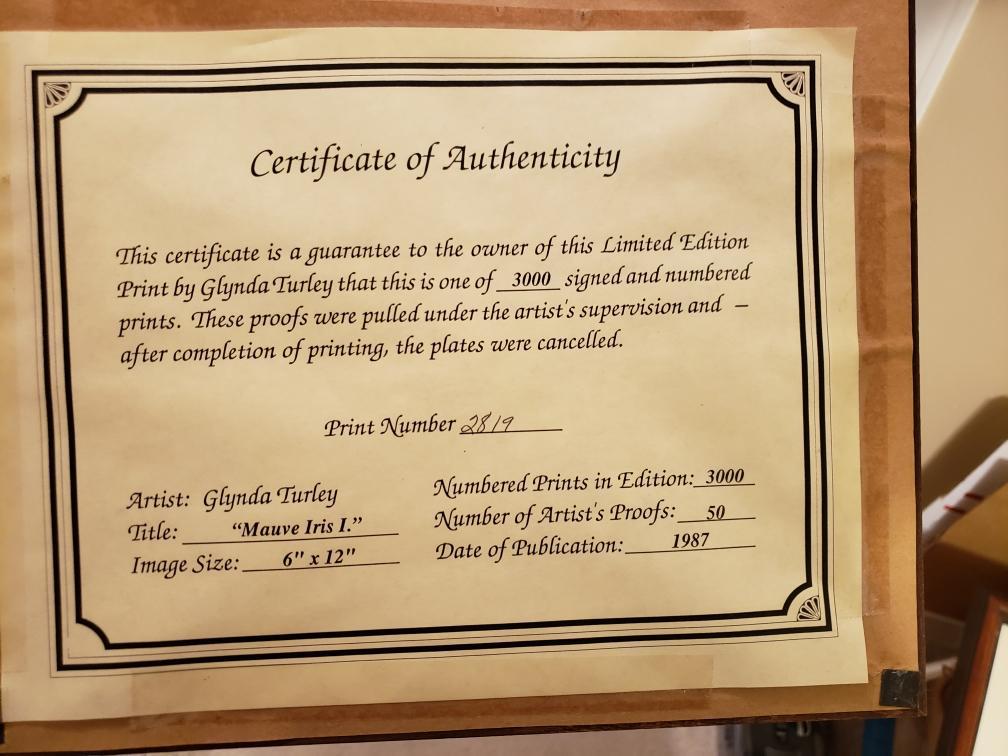 Certificate of Authenticity
This certificate is a guarantee to the owner of this Limited Edition
Print by Glynda Turley that this is one of 3000 signed and numbered
prints. These proofs were pulled under the artist's supervision and –
after completion of printing, the plates were cancelled.
Print Number 2819
Artist: Glynda Turley
Title: "Mauve Iris I."
Image Size: 6" x 12"
Numbered Prints in Edition: 3000
Number of Artist's Proofs: 50
Date of Publication: 1987